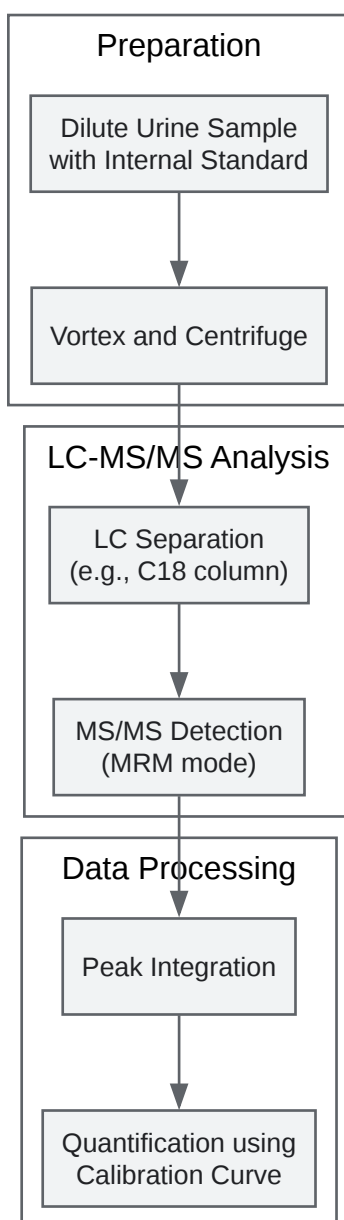 Preparation
Dilute Urine Sample
with Internal Standard
Vortex and Centrifuge
LC-MS/MS Analysis
LC Separation
(e.g., C18 column)
MS/MS Detection
(MRM mode)
Data Processing
Peak Integration
Quantification using
Calibration Curve